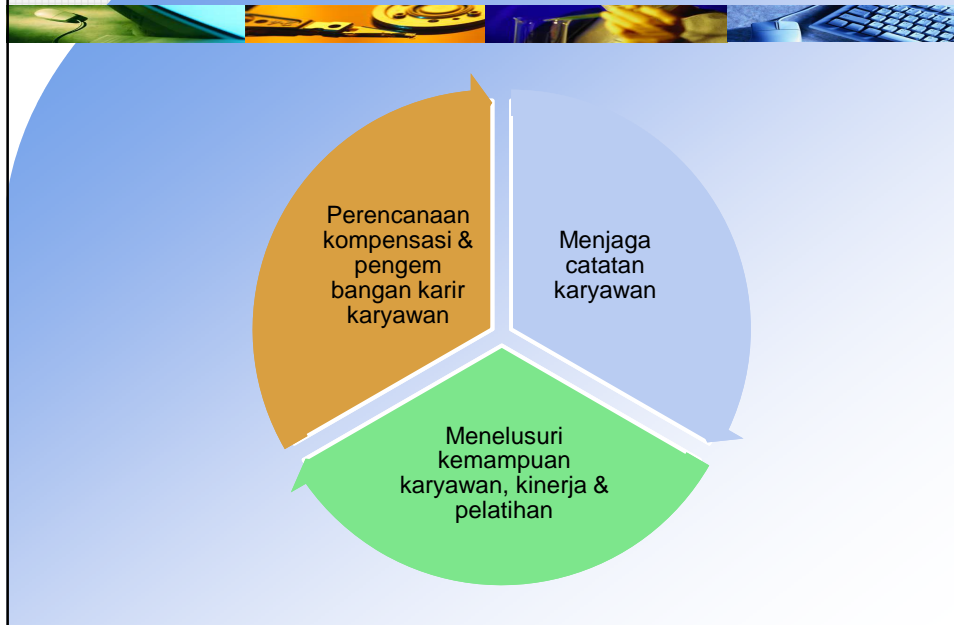 Perencanaan
kompensasi &
pengem
bangan karir
karyawan
Menjaga
catatan
karyawan
Menelusuri
kemampuan
karyawan, kinerja &
pelatihan